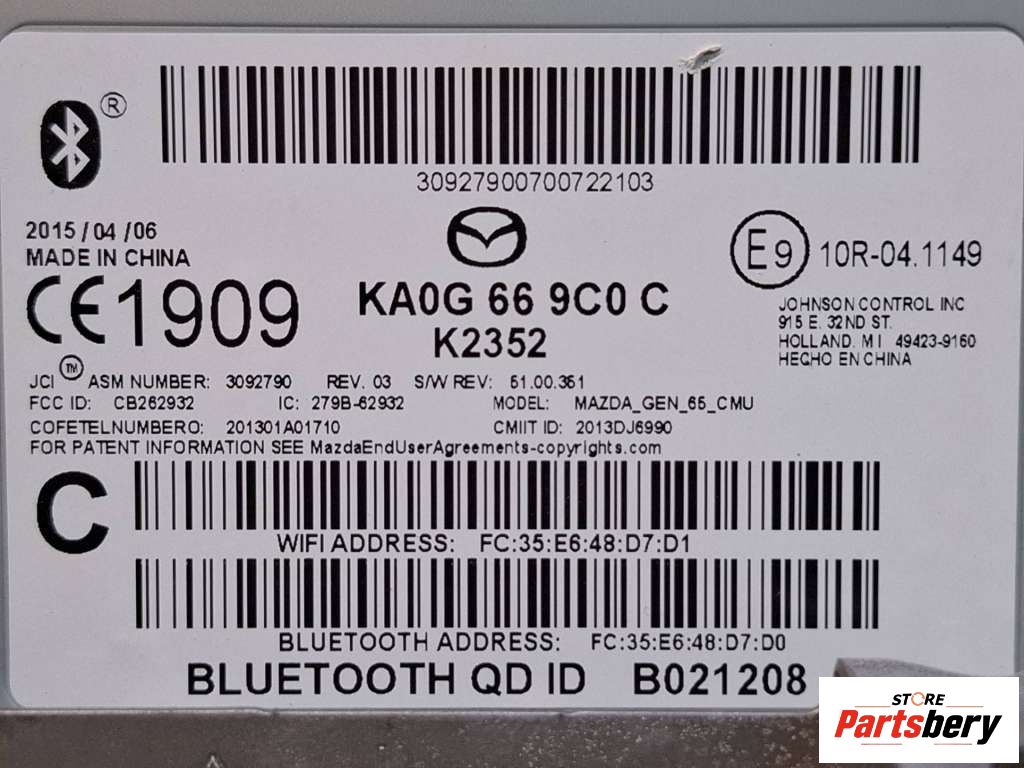 ®
30927900700722103
2015 / 04 / 06
MADE IN CHINA
CE1909
KA0G 66 9C0 C
K2352
E9 10R-04.1149
JOHNSON CONTROL INC
915 E. 32ND ST.
HOLLAND. MI 49423-9160
HECHO EN CHINA
JCI ™ ASM NUMBER: 3092790 REV. 03 S/W REV: 51.00.351
FCC ID: CB262932 IC: 279B-62932 MODEL: MAZDA_GEN_65_CMU
COFETELNUMBERO: 201301A01710 CMIIT ID: 2013DJ6990
FOR PATENT INFORMATION SEE MazdaEndUserAgreements-copyrights.com
C
WIFI ADDRESS: FC:35:E6:48:D7:D1
BLUETOOTH ADDRESS: FC:35:E6:48:D7:D0
BLUETOOTH QD ID B021208
STORE
Partsbery